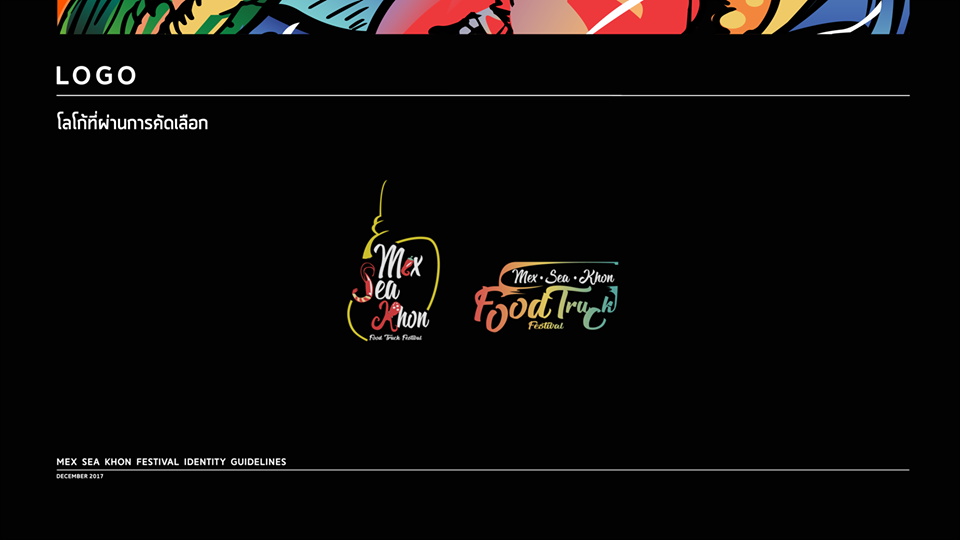 LOGO
โลโก้ที่ผ่านการคัดเลือก
Mex
Sea
Khon
Food Truck Festival
Mex • Sea • Khon
Food Truck
Festival
MEX SEA KHON FESTIVAL IDENTITY GUIDELINES
DECEMBER 2017